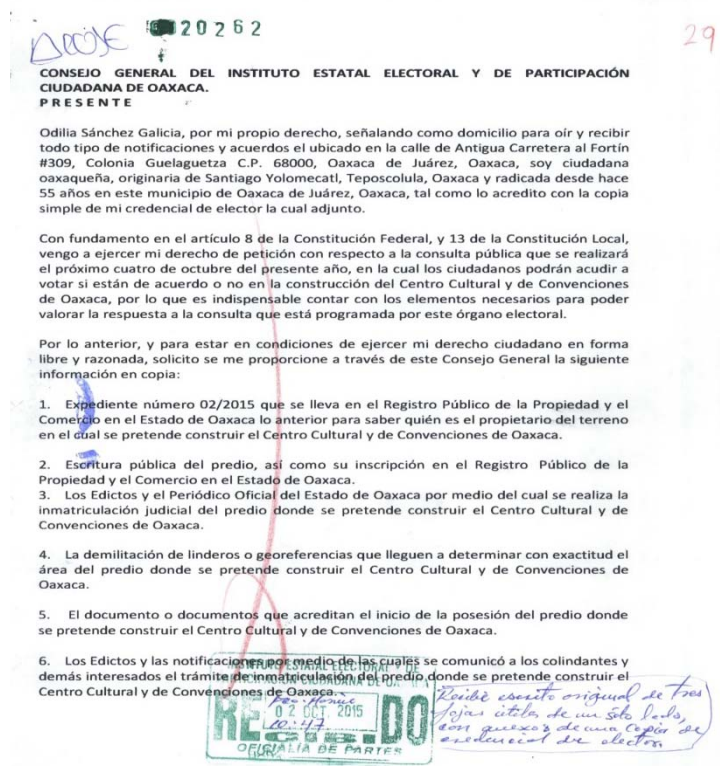 020262
29
CONSEJO GENERAL DEL INSTITUTO ESTATAL ELECTORAL Y DE PARTICIPACIÓN
CIUDADANA DE OAXACA.
P R E S E N T E
Odilia Sánchez Galicia, por mi propio derecho, señalando como domicilio para oír y recibir
todo tipo de notificaciones y acuerdos el ubicado en la calle de Antigua Carretera al Fortín
#309, Colonia Guelaguetza C.P. 68000, Oaxaca de Juárez, Oaxaca, soy ciudadana
oaxaqueña, originaria de Santiago Yolomecatl, Teposcolula, Oaxaca y radicada desde hace
55 años en este municipio de Oaxaca de Juárez, Oaxaca, tal como lo acredito con la copia
simple de mi credencial de elector la cual adjunto.
Con fundamento en el artículo 8 de la Constitución Federal, y 13 de la Constitución Local,
vengo a ejercer mi derecho de petición con respecto a la consulta pública que se realizará
el próximo cuatro de octubre del presente año, en la cual los ciudadanos podrán acudir a
votar si están de acuerdo o no en la construcción del Centro Cultural y de Convenciones
de Oaxaca, por lo que es indispensable contar con los elementos necesarios para poder
valorar la respuesta a la consulta que está programada por este órgano electoral.
Por lo anterior, y para estar en condiciones de ejercer mi derecho ciudadano en forma
libre y razonada, solicito se me proporcione a través de este Consejo General la siguiente
información en copia:
1. Expediente número 02/2015 que se lleva en el Registro Público de la Propiedad y el
Comercio en el Estado de Oaxaca lo anterior para saber quién es el propietario del terreno
en el cual se pretende construir el Centro Cultural y de Convenciones de Oaxaca.
2. Escritura pública del predio, así como su inscripción en el Registro Público de la
Propiedad y el Comercio en el Estado de Oaxaca.
3. Los Edictos y el Periódico Oficial del Estado de Oaxaca por medio del cual se realiza la
inmatriculación judicial del predio donde se pretende construir el Centro Cultural y de
Convenciones de Oaxaca.
4. La demilitación de linderos o georeferencias que lleguen a determinar con exactitud el
área del predio donde se pretende construir el Centro Cultural y de Convenciones de
Oaxaca.
5. El documento o documentos que acreditan el inicio de la posesión del predio donde
se pretende construir el Centro Cultural y de Convenciones de Oaxaca.
6. Los Edictos y las notificaciones por medio de las cuales se comunicó a los colindantes y
demás interesados el trámite de inmatriculación del predio donde se pretende construir el
Centro Cultural y de Convenciones de Oaxaca.
INSTITUTO ESTATAL ELECTORAL Y DE
02 OCT 2015
10:47
OFICIALÍA DE PARTES
Recibí escrito original de tres
fojas útiles de un solo lado,
con anexos de una copia de
credencial de elector